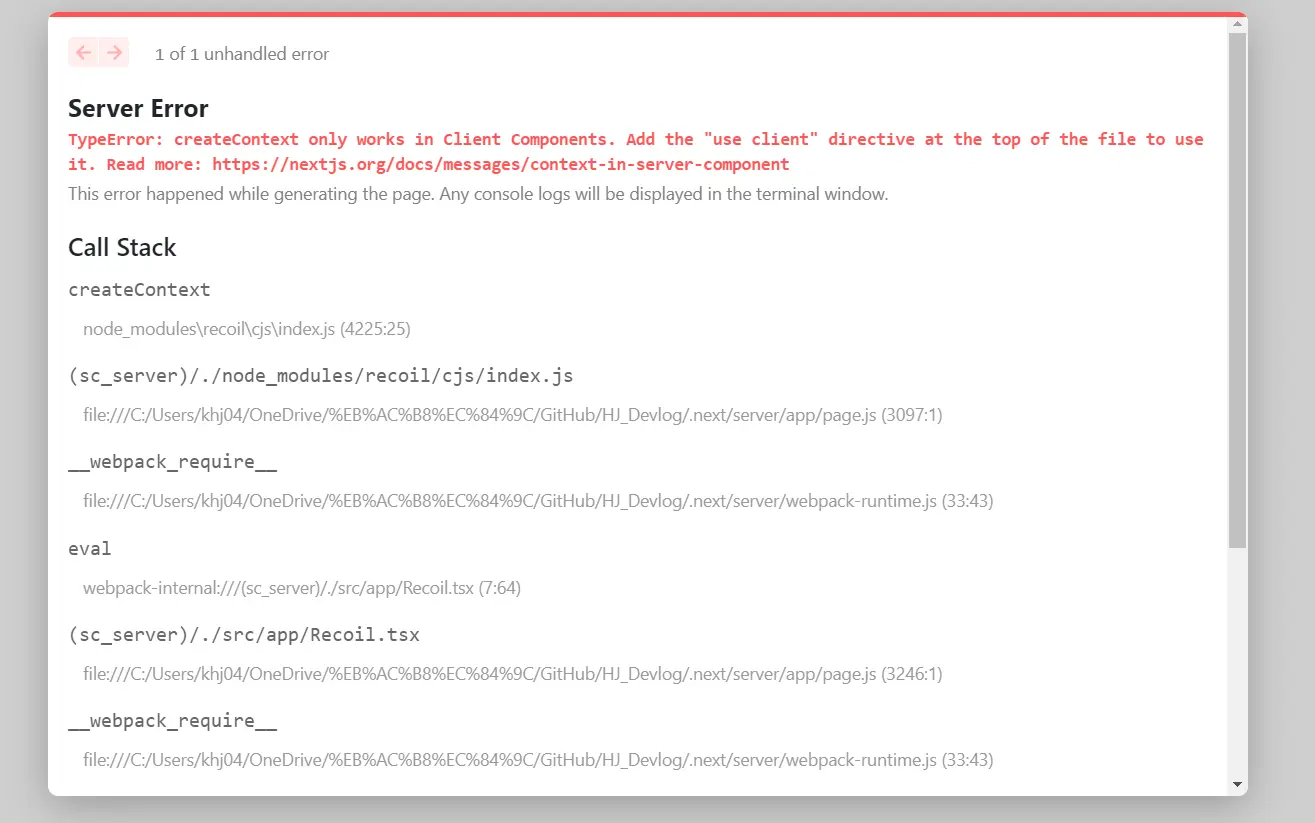 1 of 1 unhandled error
Server Error
TypeError: createContext only works in Client Components. Add the "use client" directive at the top of the file to use
it. Read more: https://nextjs.org/docs/messages/context-in-server-component
This error happened while generating the page. Any console logs will be displayed in the terminal window.
Call Stack
createContext
node_modules\recoil\cjs\index.js (4225:25)
(sc_server)/./node_modules/recoil/cjs/index.js
file:///C:/Users/khj04/OneDrive/%EB%AC%B8%EC%84%9C/GitHub/HJ_Devlog/.next/server/app/page.js (3097:1)
__webpack_require__
file:///C:/Users/khj04/OneDrive/%EB%AC%B8%EC%84%9C/GitHub/HJ_Devlog/.next/server/webpack-runtime.js (33:43)
eval
webpack-internal:///(sc_server)/./src/app/Recoil.tsx (7:64)
(sc_server)/./src/app/Recoil.tsx
file:///C:/Users/khj04/OneDrive/%EB%AC%B8%EC%84%9C/GitHub/HJ_Devlog/.next/server/app/page.js (3246:1)
__webpack_require__
file:///C:/Users/khj04/OneDrive/%EB%AC%B8%EC%84%9C/GitHub/HJ_Devlog/.next/server/webpack-runtime.js (33:43)